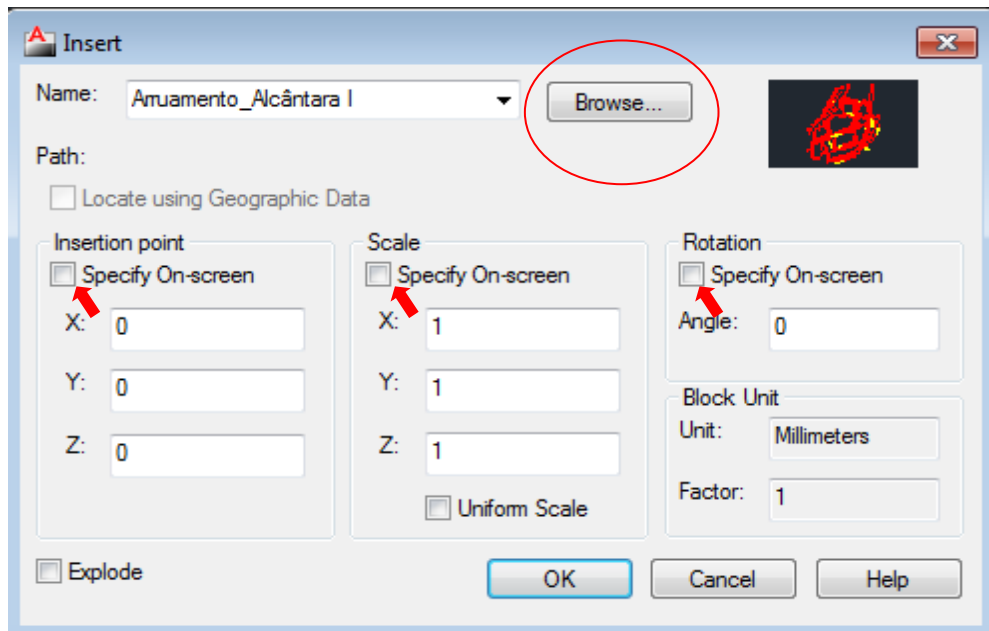 Insert
Name: Arruamento_Alcântara I Browse...
Path:
Locate using Geographic Data
Insertion point
Specify On-screen
X: 0
Y: 0
Z: 0
Scale
Specify On-screen
X: 1
Y: 1
Z: 1
Uniform Scale
Rotation
Specify On-screen
Angle: 0
Block Unit
Unit: Millimeters
Factor: 1
Explode
OK Cancel Help